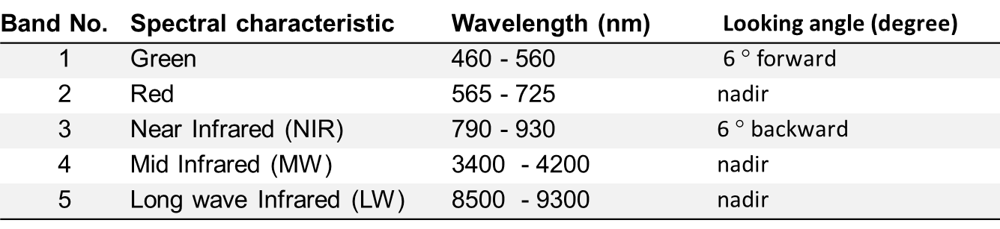 Band No. Spectral characteristic Wavelength (nm) Looking angle (degree)
1 Green 460 - 560 6 ° forward
2 Red 565 - 725 nadir
3 Near Infrared (NIR) 790 - 930 6 ° backward
4 Mid Infrared (MW) 3400 - 4200 nadir
5 Long wave Infrared (LW) 8500 - 9300 nadir